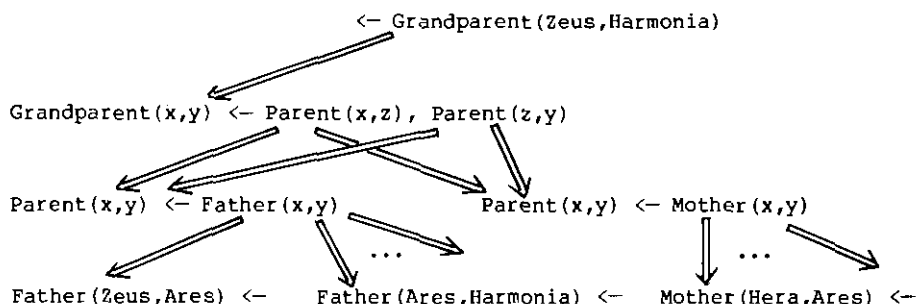 <- Grandparent(Zeus,Harmonia)
Grandparent(x,y) <- Parent(x,z), Parent(z,y)
Parent(x,y) <- Father(x,y) Parent(x,y) <- Mother(x,y)
... ...
Father(Zeus,Ares) <- Father(Ares,Harmonia) <- Mother(Hera,Ares) <-